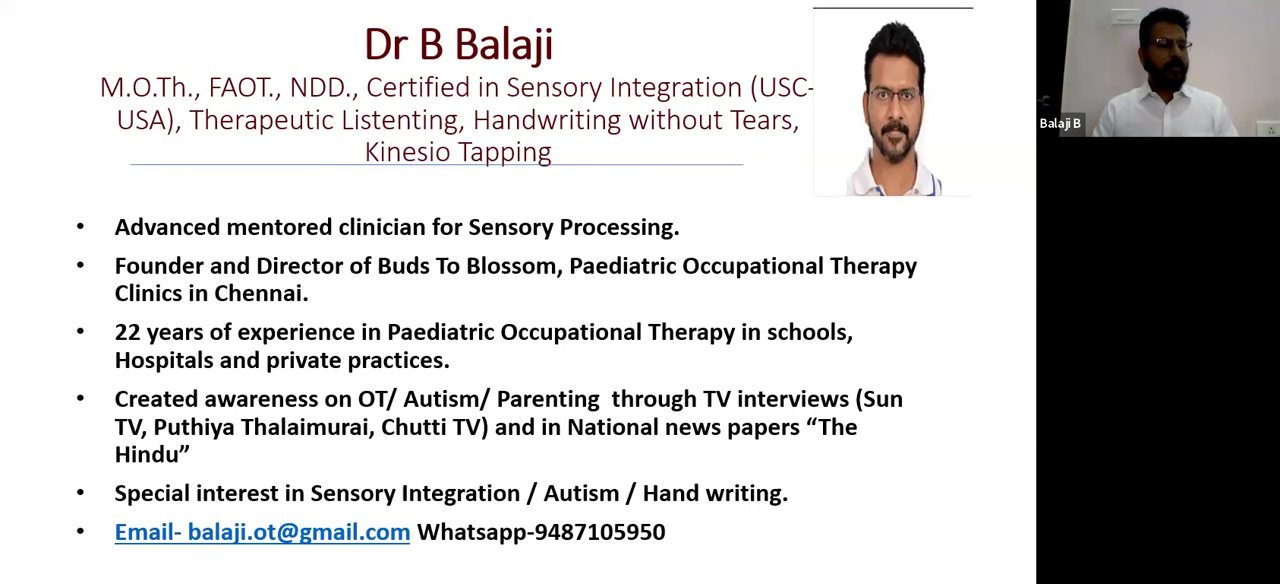 Dr B Balaji
M.O.Th., FAOT., NDD., Certified in Sensory Integration (USC-
USA), Therapeutic Listenting, Handwriting without Tears,
Kinesio Tapping
Balaji B
• Advanced mentored clinician for Sensory Processing.
• Founder and Director of Buds To Blossom, Paediatric Occupational Therapy
Clinics in Chennai.
• 22 years of experience in Paediatric Occupational Therapy in schools,
Hospitals and private practices.
• Created awareness on OT/ Autism/ Parenting through TV interviews (Sun
TV, Puthiya Thalaimurai, Chutti TV) and in National news papers “The
Hindu”
• Special interest in Sensory Integration / Autism / Hand writing.
• Email- balaji.ot@gmail.com Whatsapp-9487105950